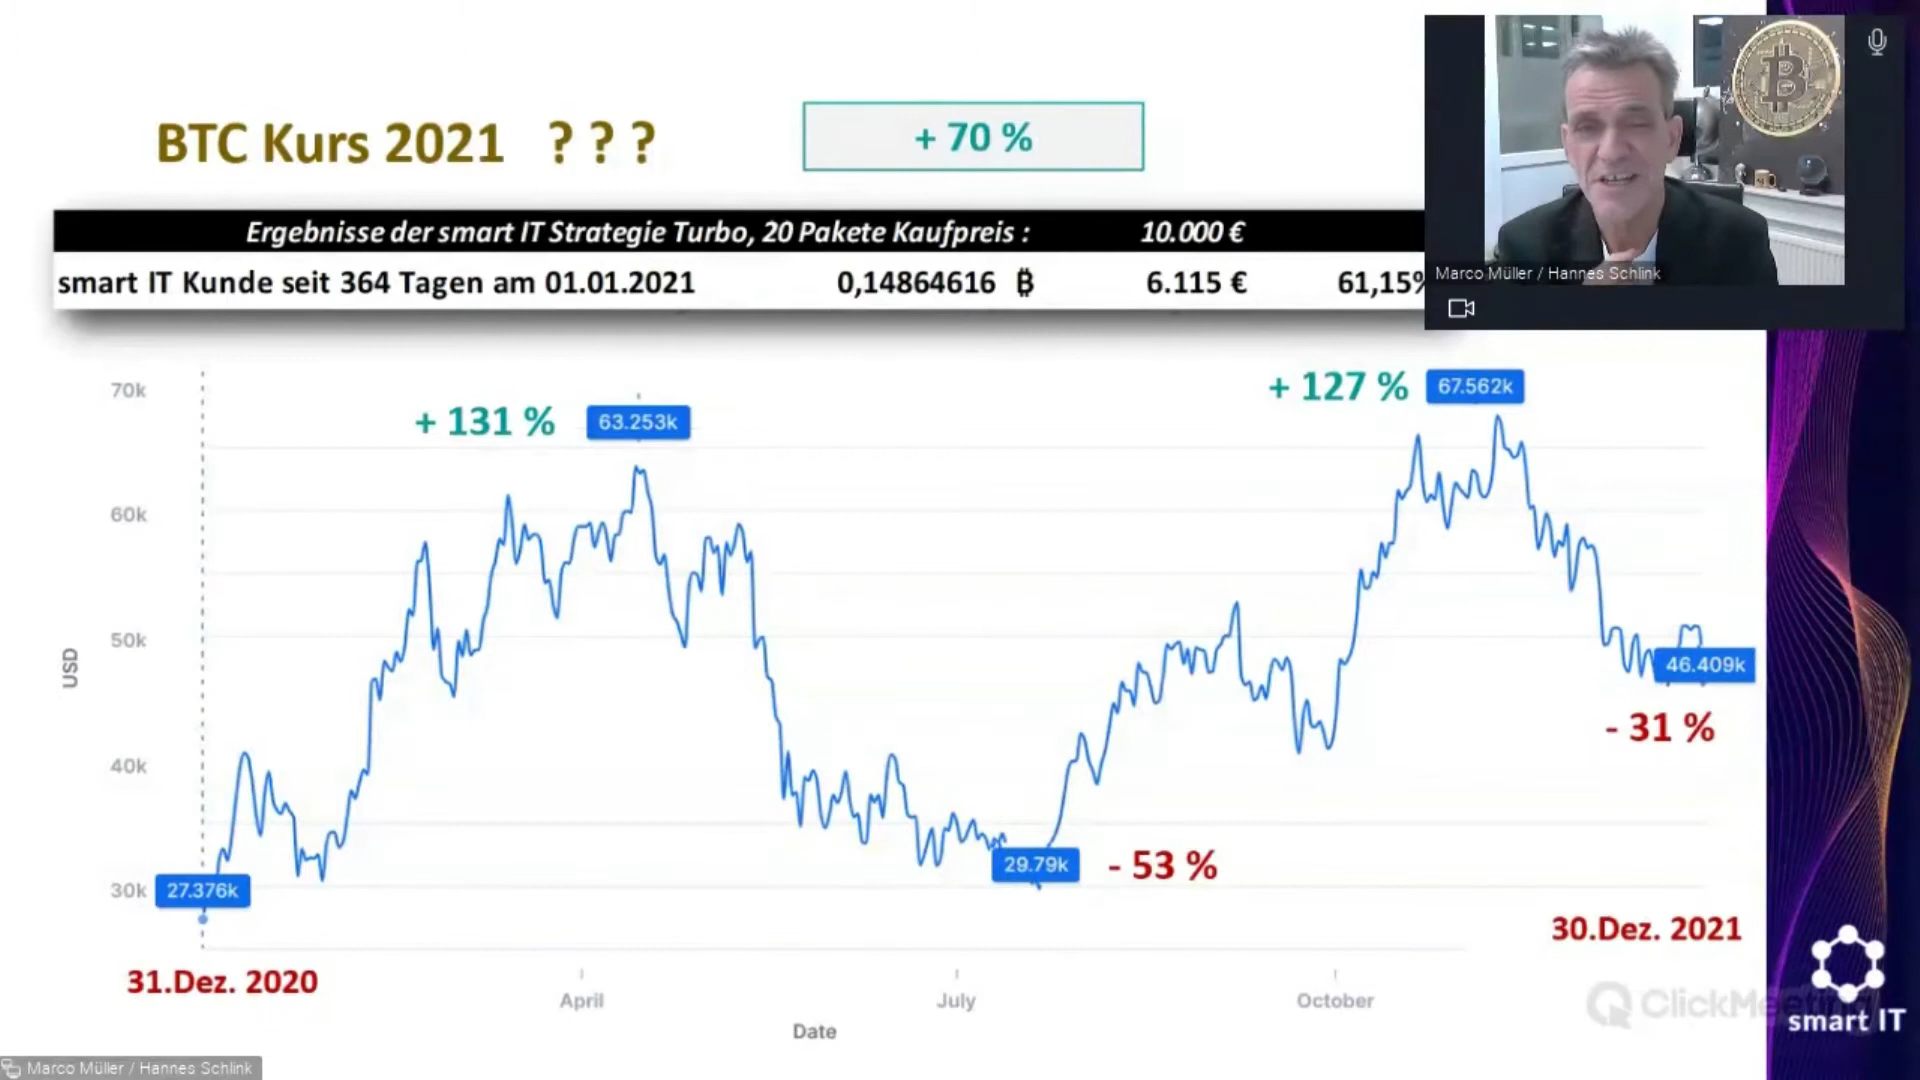 BTC Kurs 2021 ? ? ?
+ 70 %
Ergebnisse der smart IT Strategie Turbo, 20 Pakete Kaufpreis : 10.000 €
smart IT Kunde seit 364 Tagen am 01.01.2021 0,14864616 ₿ 6.115 € 61,15%
Marco Müller / Hannes Schlink
70k
60k
50k
40k
30k
USD
+ 131 %
63.253k
+ 127 %
67.562k
46.409k
- 31 %
29.79k
- 53 %
27.376k
31.Dez. 2020
30.Dez. 2021
April
July
October
Date
ClickMeeting
smart IT
Marco Müller / Hannes Schlink